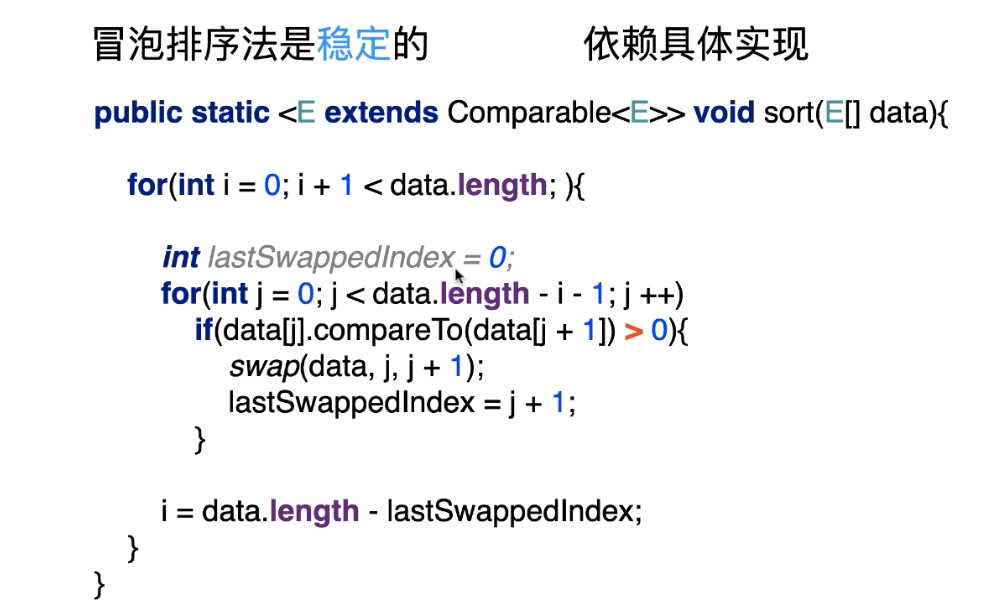 冒泡排序法是稳定的 依赖具体实现
public static <E extends Comparable<E>> void sort(E[] data){
for(int i = 0; i + 1 < data.length; ){
int lastSwappedIndex = 0;
for(int j = 0; j < data.length - i - 1; j ++)
if(data[j].compareTo(data[j + 1]) > 0){
swap(data, j, j + 1);
lastSwappedIndex = j + 1;
}
i = data.length - lastSwappedIndex;
}
}